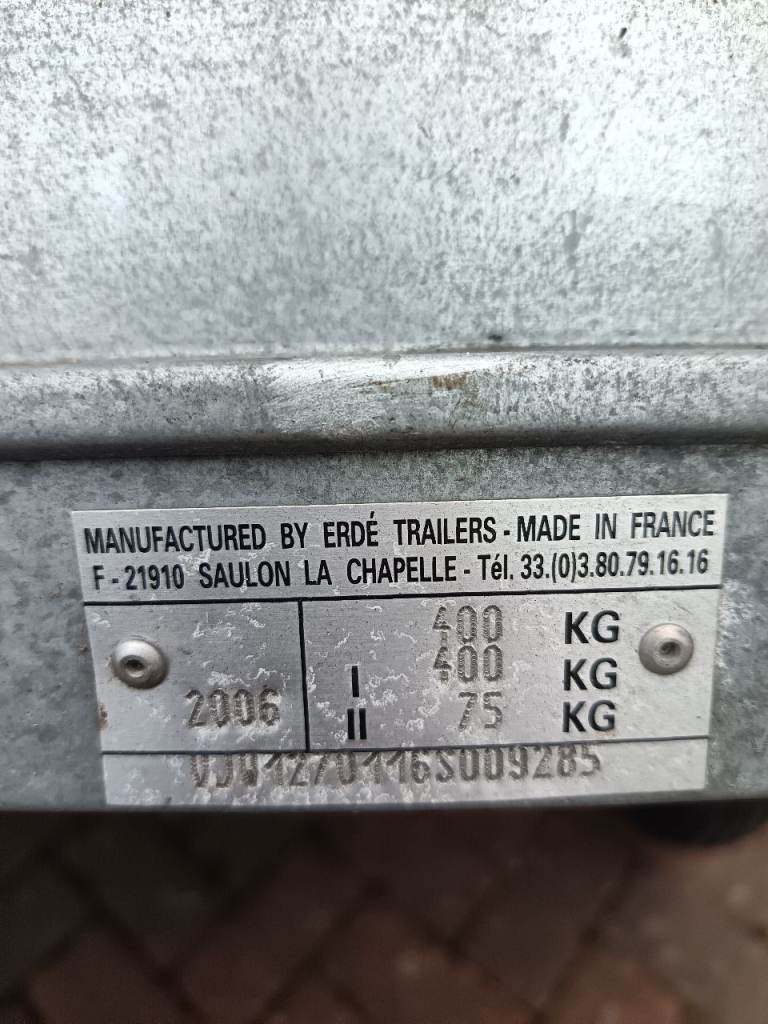 MANUFACTURED BY ERDÉ TRAILERS - MADE IN FRANCE
F - 21910 SAULON LA CHAPELLE - Tél. 33.(0)3.80.79.16.16
400 KG
I 400 KG
2006 II 75 KG
VJV1270116S009285